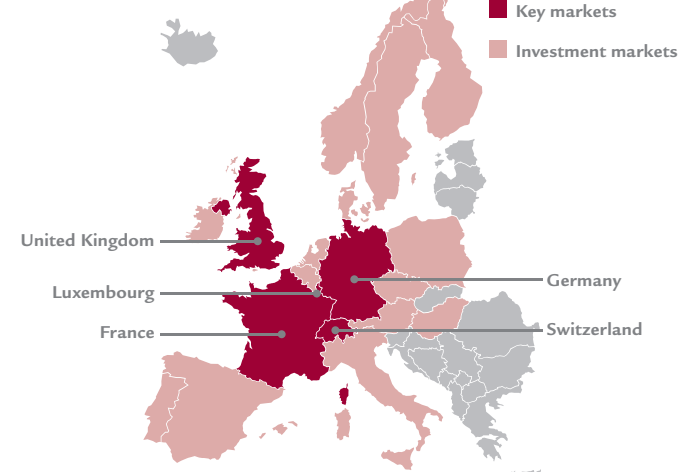 Key markets
Investment markets
United Kingdom
Germany
Luxembourg
France
Switzerland